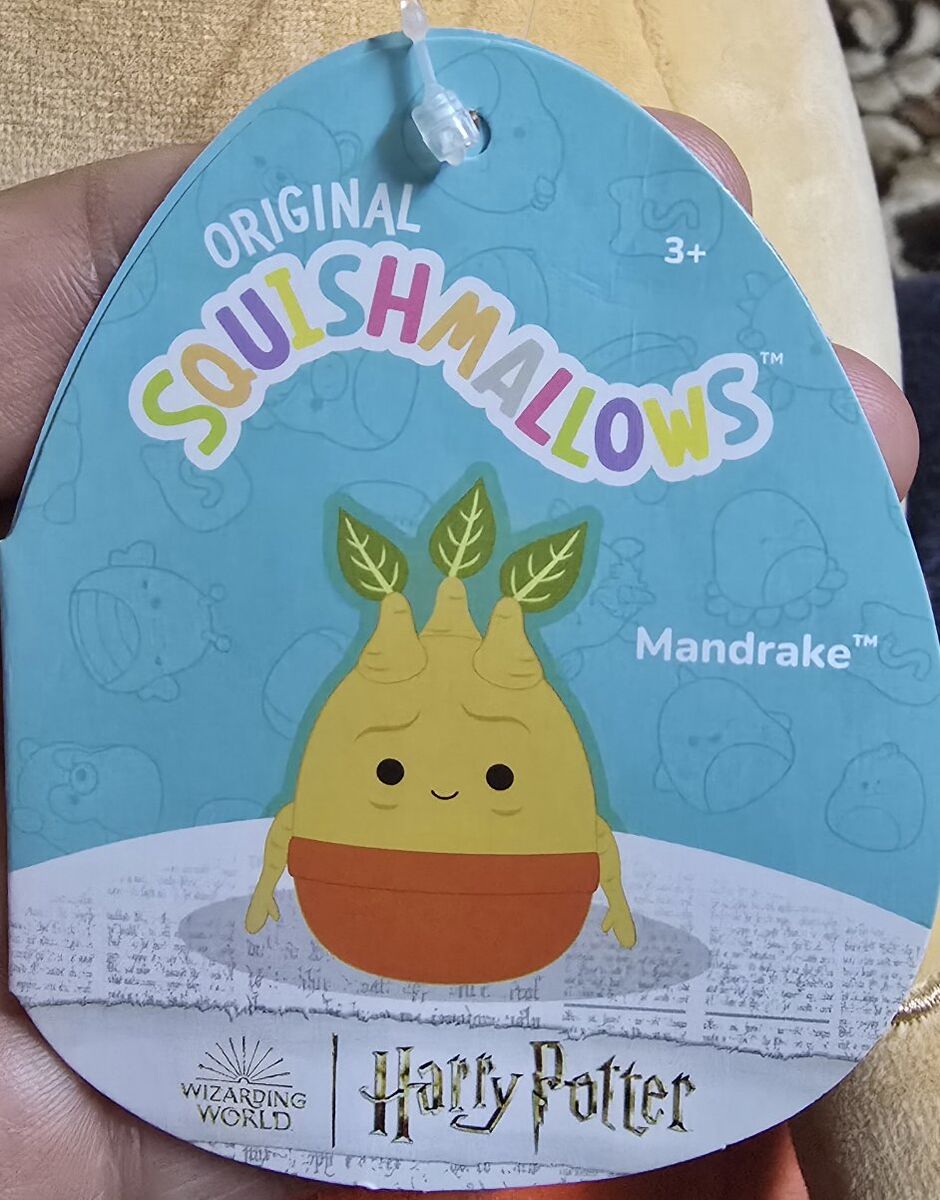 ORIGINAL
SQUISHMALLOWS™
3+
Mandrake™
WIZARDING
WORLD
Harry Potter